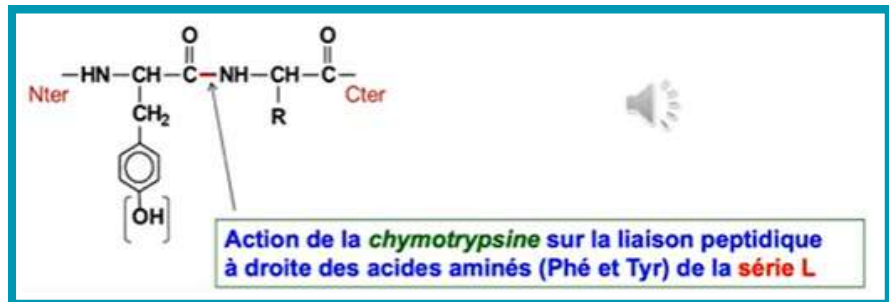 O O
–HN–CH–C–NH–CH–C–
Nter Cter
CH2 R
[OH]
Action de la chymotrypsine sur la liaison peptidique
à droite des acides aminés (Phé et Tyr) de la série L